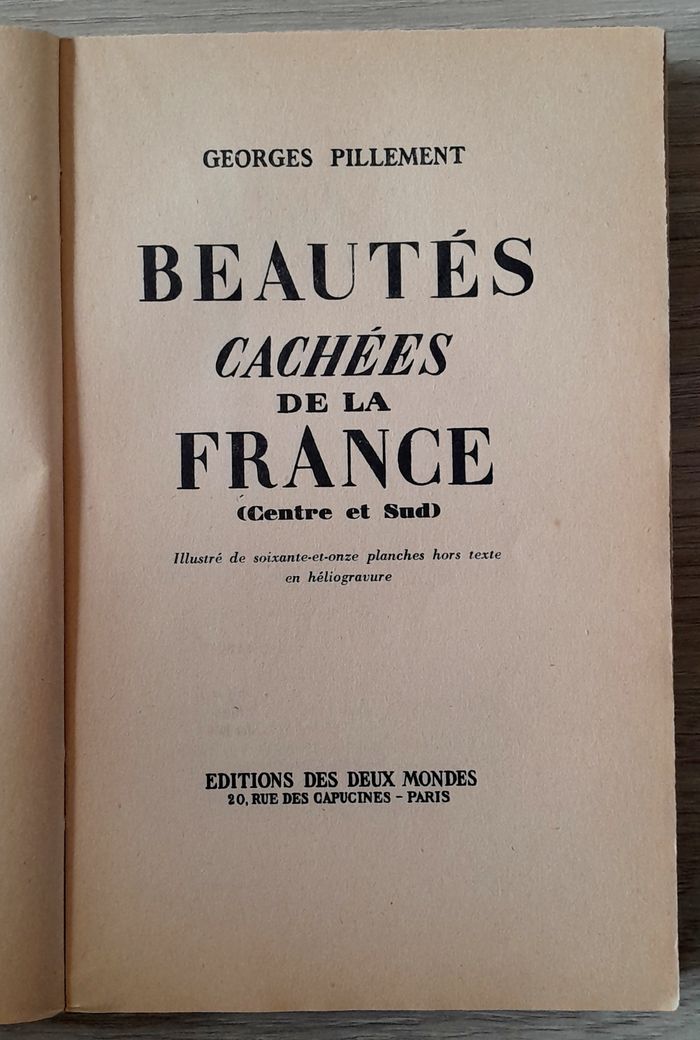 GEORGES PILLEMENT
BEAUTÉS
CACHÉES
DE LA
FRANCE
(Centre et Sud)
Illustré de soixante-et-onze planches hors texte
en héliogravure
EDITIONS DES DEUX MONDES
20, RUE DES CAPUCINES - PARIS